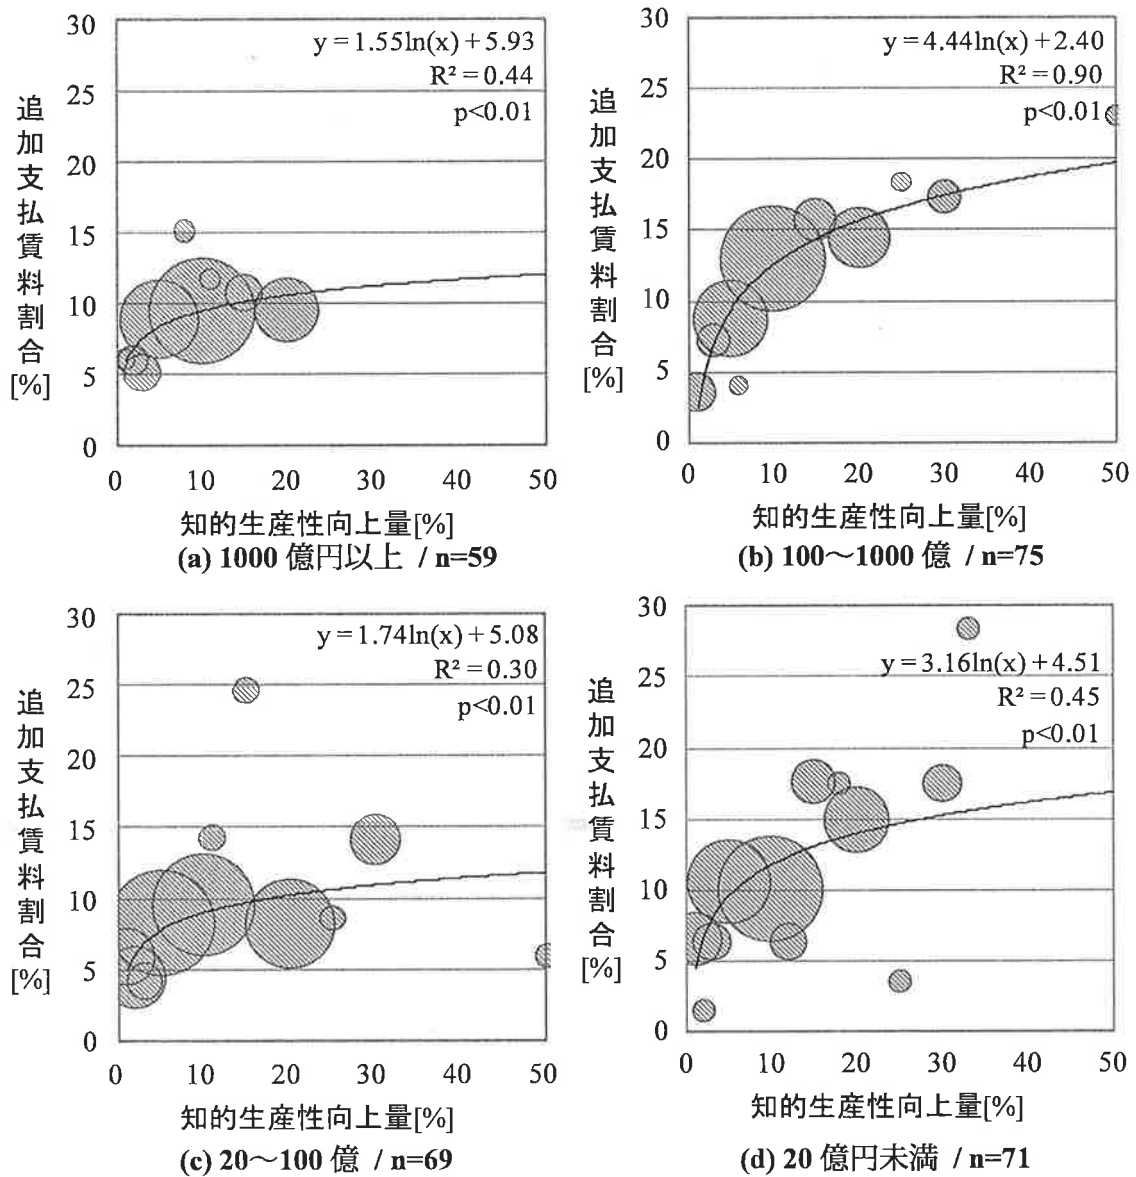 y = 1.55ln(x) + 5.93
R² = 0.44
p<0.01
追加支払賃料割合
[%]
30
25
20
15
10
5
0
0 10 20 30 40 50
知的生産性向上量[%]
(a) 1000 億円以上 / n=59
y = 4.44ln(x) + 2.40
R² = 0.90
p<0.01
追加支払賃料割合
[%]
30
25
20
15
10
5
0
0 10 20 30 40 50
知的生産性向上量[%]
(b) 100～1000 億 / n=75
y = 1.74ln(x) + 5.08
R² = 0.30
p<0.01
追加支払賃料割合
[%]
30
25
20
15
10
5
0
0 10 20 30 40 50
知的生産性向上量[%]
(c) 20～100 億 / n=69
y = 3.16ln(x) + 4.51
R² = 0.45
p<0.01
追加支払賃料割合
[%]
30
25
20
15
10
5
0
0 10 20 30 40 50
知的生産性向上量[%]
(d) 20 億円未満 / n=71